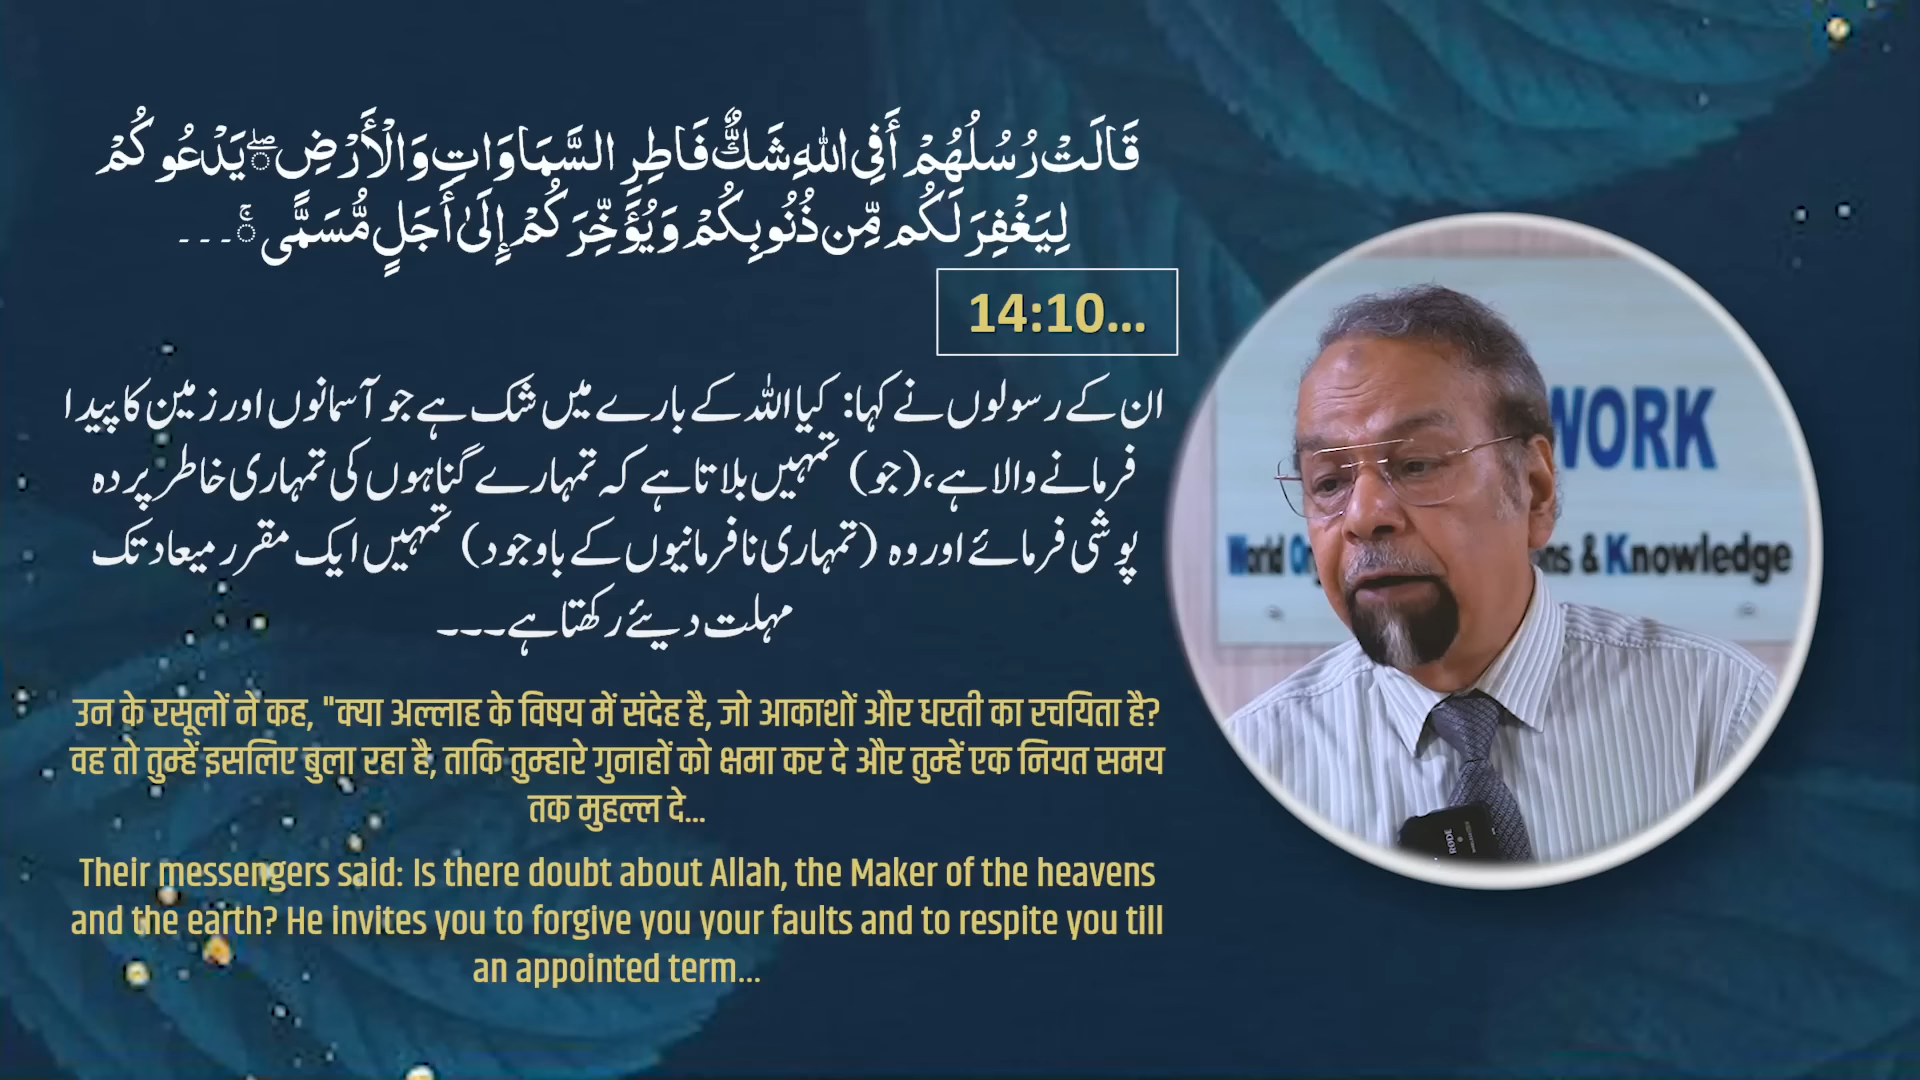 قَالَتْ رُسُلُهُمْ أَفِي اللَّهِ شَكٌّ فَاطِرِ السَّمَاوَاتِ وَالْأَرْضِ ۖ يَدْعُوكُمْ
لِيَغْفِرَ لَكُم مِّن ذُنُوبِكُمْ وَيُؤَخِّرَكُمْ إِلَىٰ أَجَلٍ مُّسَمًّى ۚ ...
14:10...
ان کے رسولوں نے کہا: کیا اللہ کے بارے میں شک ہے جو آسمانوں اور زمین کا پیدا
فرمانے والا ہے، (جو) تمہیں بلاتا ہے کہ تمہارے گناہوں کی تمہاری خاطر پردہ
پوشی فرمائے اور وہ (تمہاری نافرمانیوں کے باوجود) تمہیں ایک مقرر میعاد تک
مہلت دیئے رکھتا ہے۔۔۔
उन के रसूलों ने कह, "क्या अल्लाह के विषय में संदेह है, जो आकाशों और धरती का रचयिता है?
वह तो तुम्हें इसलिए बुला रहा है, ताकि तुम्हारे गुनाहों को क्षमा कर दे और तुम्हें एक नियत समय
तक मुहल्ल दे...
Their messengers said: Is there doubt about Allah, the Maker of the heavens
and the earth? He invites you to forgive you your faults and to respite you till
an appointed term...
WORK
World & Knowledge
RODE